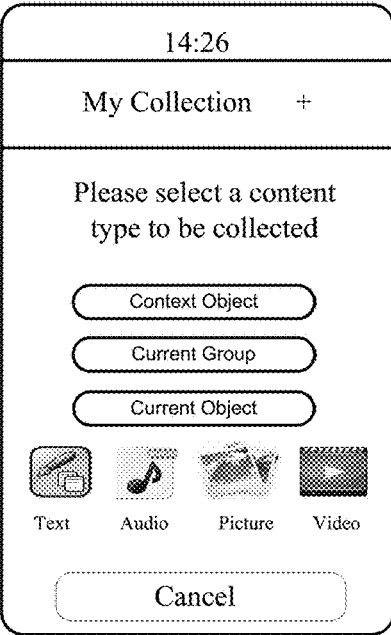 14:26
My Collection +
Please select a content
type to be collected
Context Object
Current Group
Current Object
Text Audio Picture Video
Cancel